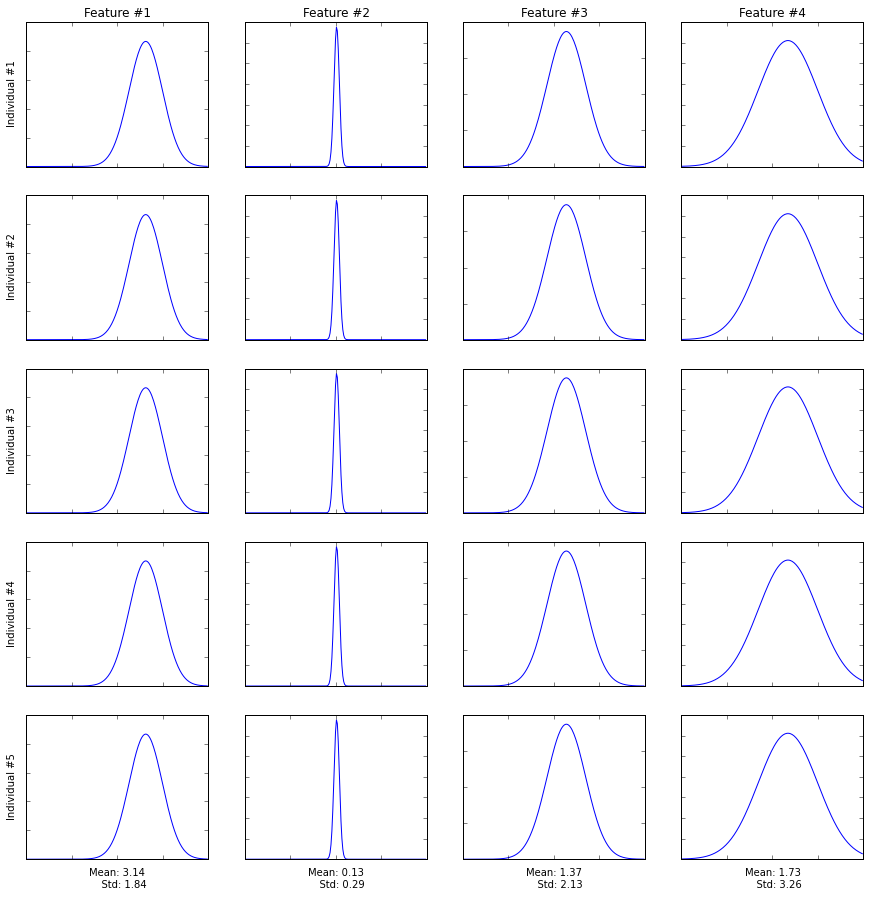 Feature #1
Feature #2
Feature #3
Feature #4
Individual #1
Individual #2
Individual #3
Individual #4
Individual #5
Mean: 3.14
Std: 1.84
Mean: 0.13
Std: 0.29
Mean: 1.37
Std: 2.13
Mean: 1.73
Std: 3.26